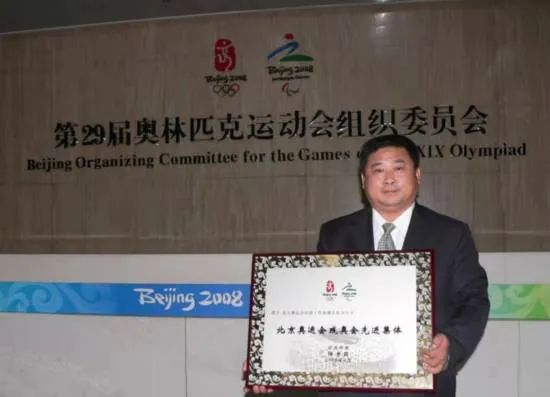 Beijing 2008
Beijing 2008
第29届奥林匹克运动会组织委员会
Beijing Organizing Committee for the Games XIX Olympiad
Beijing 2008
北京奥运会残奥会先进集体